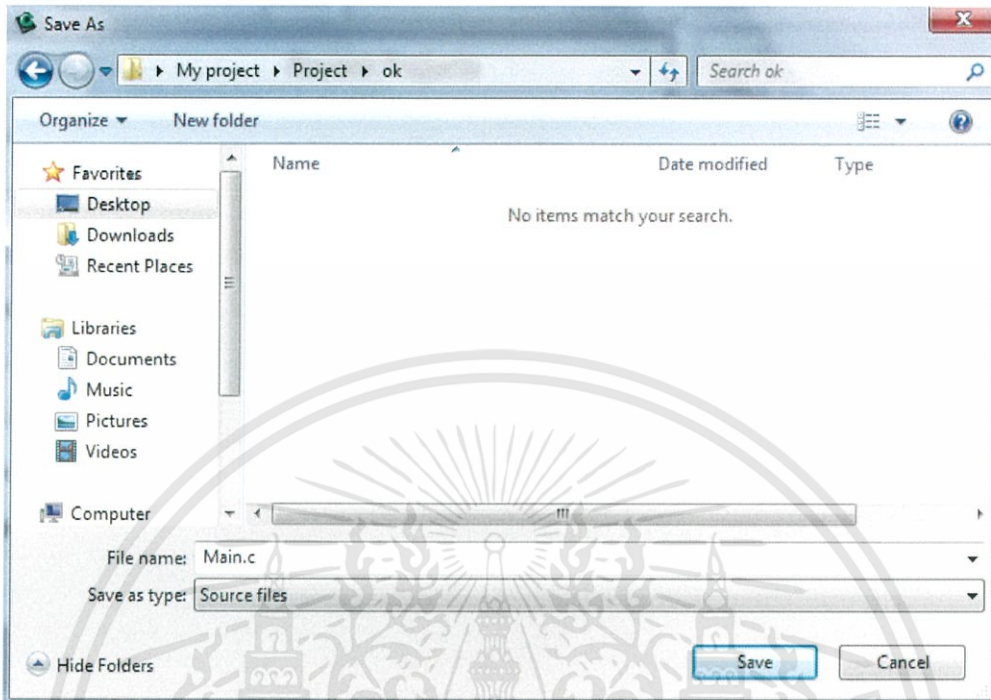 Save As
My project ▸ Project ▸ ok
Search ok
Organize
New folder
Name
Date modified
Type
No items match your search.
Favorites
Desktop
Downloads
Recent Places
Libraries
Documents
Music
Pictures
Videos
Computer
File name: Main.c
Save as type: Source files
Hide Folders
Save
Cancel